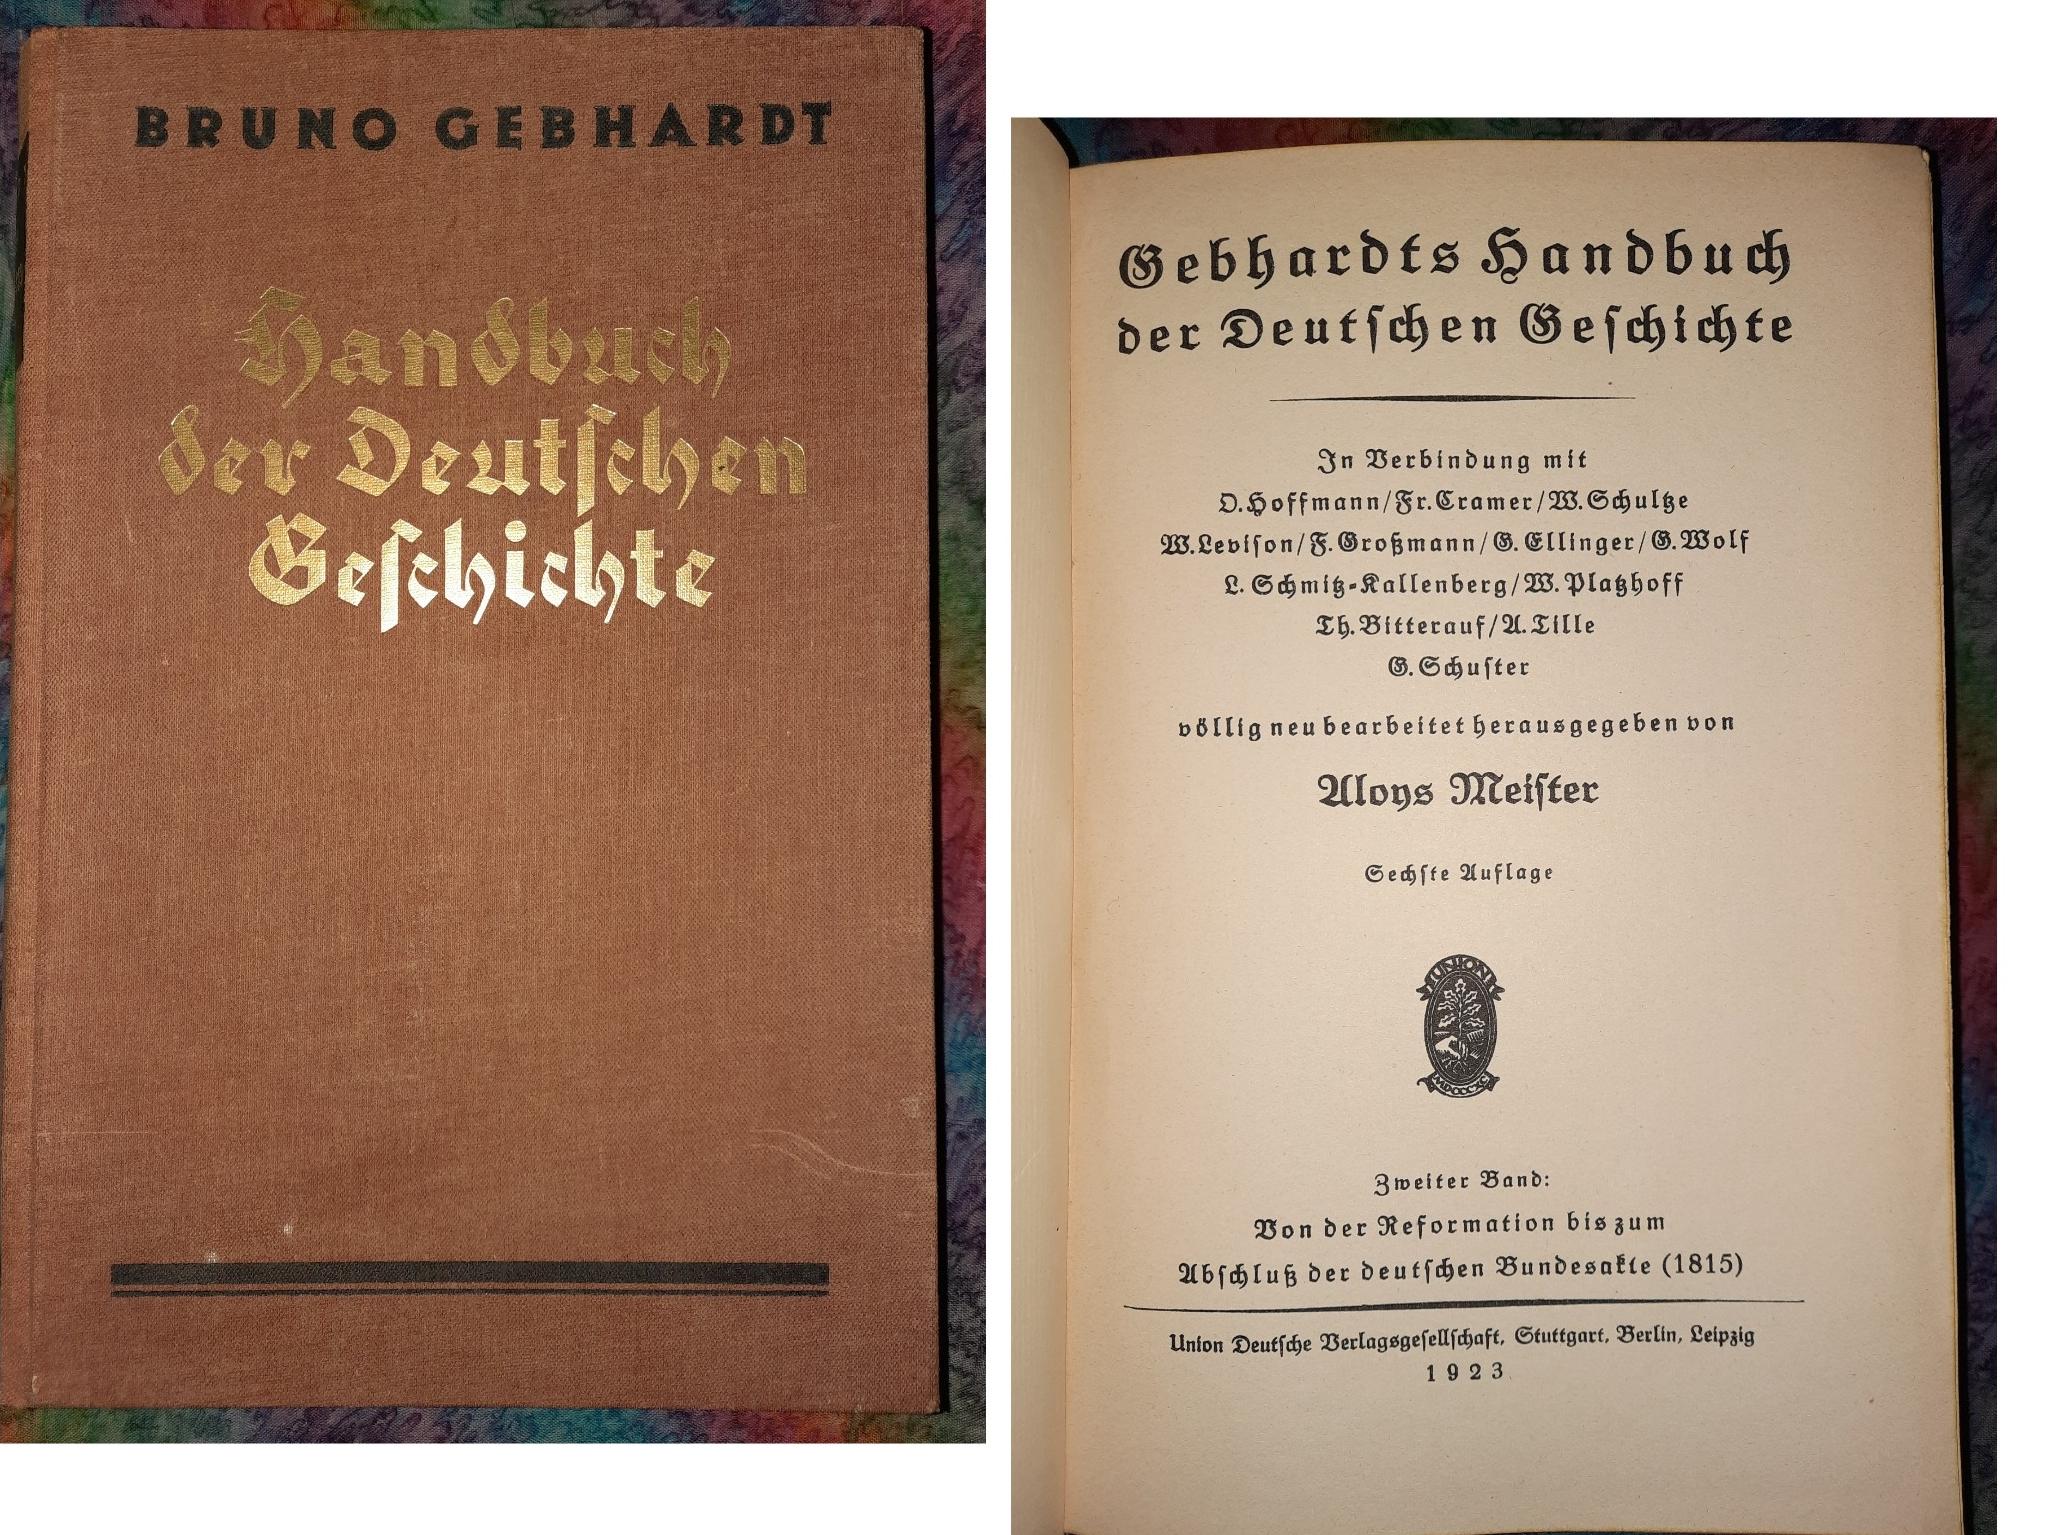 BRUNO GEBHARDT
Handbuch
der Deutſchen
Geſchichte
Gebhardts Handbuch
der Deutſchen Geſchichte
In Verbindung mit
O. Hoffmann/Fr. Cramer/W. Schultze
W. Leviſon/F. Großmann/G. Ellinger/G. Wolf
L. Schmitz-Kallenberg/W. Platzhoff
Th. Bitterauf/A. Tille
G. Schuſter
völlig neu bearbeitet herausgegeben von
Aloys Meiſter
Sechſte Auflage
UNION
MDCCCXC
Zweiter Band:
Von der Reformation bis zum
Abſchluß der deutſchen Bundesakte (1815)
Union Deutſche Verlagsgeſellſchaft, Stuttgart, Berlin, Leipzig
1923